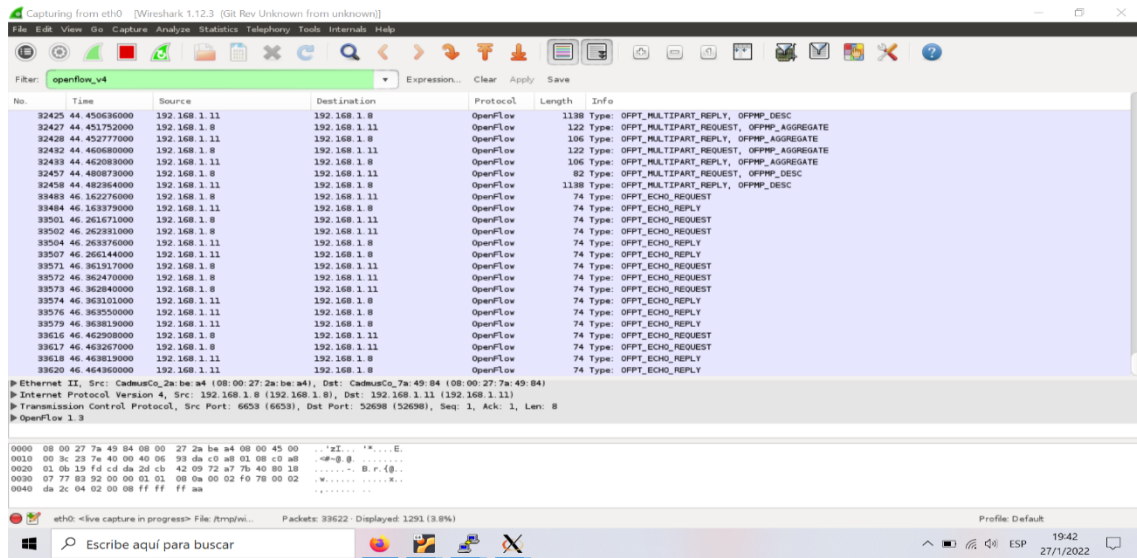 Capturing from eth0 [Wireshark 1.12.3 (Git Rev Unknown from unknown)]
File Edit View Go Capture Analyze Statistics Telephony Tools Internals Help
Filter: openflow_v4 Expression... Clear Apply Save
No. Time Source Destination Protocol Length Info
32425 44.450636000 192.168.1.11 192.168.1.8 OpenFlow 1138 Type: OFPT_MULTIPART_REPLY, OFPMP_DESC
32427 44.451752000 192.168.1.8 192.168.1.11 OpenFlow 122 Type: OFPT_MULTIPART_REQUEST, OFPMP_AGGREGATE
32428 44.452777000 192.168.1.11 192.168.1.8 OpenFlow 106 Type: OFPT_MULTIPART_REPLY, OFPMP_AGGREGATE
32432 44.460680000 192.168.1.8 192.168.1.11 OpenFlow 122 Type: OFPT_MULTIPART_REQUEST, OFPMP_AGGREGATE
32433 44.462083000 192.168.1.11 192.168.1.8 OpenFlow 106 Type: OFPT_MULTIPART_REPLY, OFPMP_AGGREGATE
32457 44.480873000 192.168.1.8 192.168.1.11 OpenFlow 82 Type: OFPT_MULTIPART_REQUEST, OFPMP_DESC
32458 44.482364000 192.168.1.11 192.168.1.8 OpenFlow 1138 Type: OFPT_MULTIPART_REPLY, OFPMP_DESC
33483 46.162276000 192.168.1.8 192.168.1.11 OpenFlow 74 Type: OFPT_ECHO_REQUEST
33484 46.163379000 192.168.1.11 192.168.1.8 OpenFlow 74 Type: OFPT_ECHO_REPLY
33501 46.261671000 192.168.1.8 192.168.1.11 OpenFlow 74 Type: OFPT_ECHO_REQUEST
33502 46.262331000 192.168.1.8 192.168.1.11 OpenFlow 74 Type: OFPT_ECHO_REQUEST
33504 46.263376000 192.168.1.11 192.168.1.8 OpenFlow 74 Type: OFPT_ECHO_REPLY
33507 46.266144000 192.168.1.11 192.168.1.8 OpenFlow 74 Type: OFPT_ECHO_REPLY
33571 46.361917000 192.168.1.8 192.168.1.11 OpenFlow 74 Type: OFPT_ECHO_REQUEST
33572 46.362470000 192.168.1.8 192.168.1.11 OpenFlow 74 Type: OFPT_ECHO_REQUEST
33573 46.362840000 192.168.1.8 192.168.1.11 OpenFlow 74 Type: OFPT_ECHO_REQUEST
33574 46.363101000 192.168.1.11 192.168.1.8 OpenFlow 74 Type: OFPT_ECHO_REPLY
33576 46.363550000 192.168.1.11 192.168.1.8 OpenFlow 74 Type: OFPT_ECHO_REPLY
33579 46.363819000 192.168.1.11 192.168.1.8 OpenFlow 74 Type: OFPT_ECHO_REPLY
33616 46.462908000 192.168.1.8 192.168.1.11 OpenFlow 74 Type: OFPT_ECHO_REQUEST
33617 46.463267000 192.168.1.8 192.168.1.11 OpenFlow 74 Type: OFPT_ECHO_REQUEST
33618 46.463819000 192.168.1.11 192.168.1.8 OpenFlow 74 Type: OFPT_ECHO_REPLY
33620 46.464360000 192.168.1.11 192.168.1.8 OpenFlow 74 Type: OFPT_ECHO_REPLY
Ethernet II, Src: CadmusCo_2a:be:a4 (08:00:27:2a:be:a4), Dst: CadmusCo_7a:49:84 (08:00:27:7a:49:84)
Internet Protocol Version 4, Src: 192.168.1.8 (192.168.1.8), Dst: 192.168.1.11 (192.168.1.11)
Transmission Control Protocol, Src Port: 6653 (6653), Dst Port: 52698 (52698), Seq: 1, Ack: 1, Len: 8
OpenFlow 1.3
0000 08 00 27 7a 49 84 08 00 27 2a be a4 08 00 45 00 ..'zI... '*....E.
0010 00 3c 23 7e 40 00 40 06 93 da c0 a8 01 08 c0 a8 .<#~@.@. ........
0020 01 0b 19 fd cd da 2d cb 42 09 72 a7 7b 40 80 18 ......-. B.r.{@..
0030 07 77 83 92 00 00 01 01 08 0a 00 02 f0 78 00 02 .w...... .....x..
0040 da 2c 04 02 00 08 ff ff ff aa .,...... ..
eth0: <live capture in progress> File: /tmp/wi... Packets: 33622 · Displayed: 1291 (3.8%) Profile: Default
Escribe aquí para buscar ESP 19:42
27/1/2022